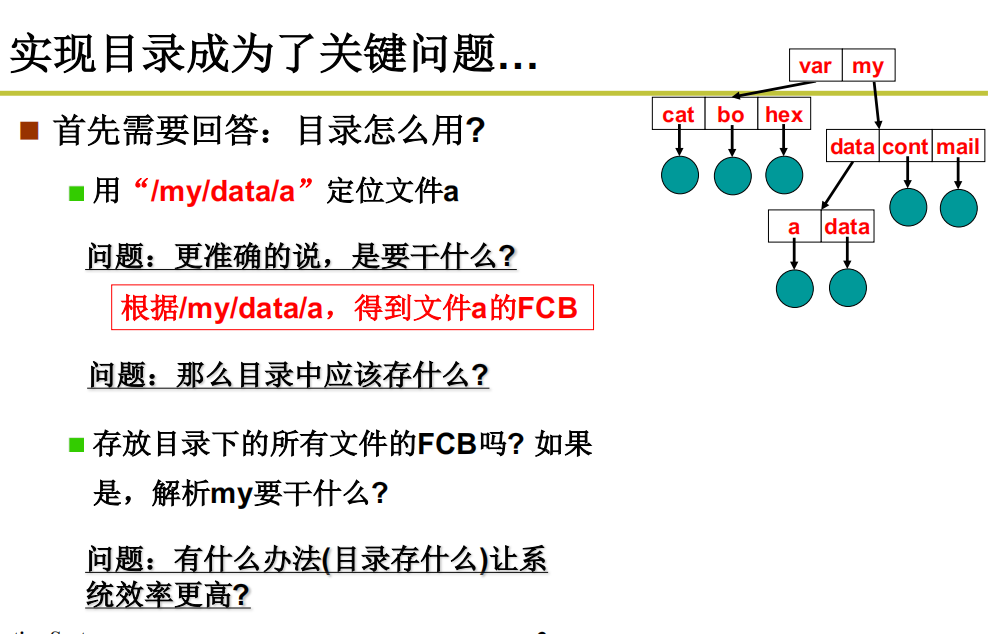 实现目录成为了关键问题…
首先需要回答：目录怎么用?
用“/my/data/a”定位文件a
问题：更准确的说，是要干什么?
根据/my/data/a，得到文件a的FCB
问题：那么目录中应该存什么?
存放目录下的所有文件的FCB吗? 如果
是，解析my要干什么?
问题：有什么办法(目录存什么)让系
统效率更高?
var my
cat bo hex
data cont mail
a data